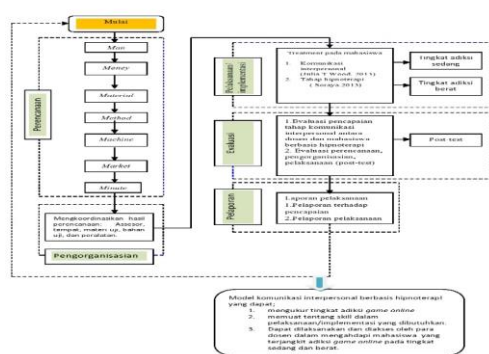 Mulai
Man
Money
Material
Method
Machine
Market
Minute
Perencanaan
Mengkoordinasikan hasil
perencanaan: Asesor,
tempat, materi uji, bahan
uji, dan peralatan.
Pengorganisasian
Pelaksanaan/
implementasi
Treatment pada mahasiswa
1. Komunikasi
interpersonal
(Julia T Wood, 2013)
2. Tahap hipnoterapi
( Soraya 2013)
Tingkat adiksi
sedang
Tingkat adiksi
berat
Evaluasi
1.Evaluasi pencapaian
tahap komunikasi
interpersonal antara
dosen dan mahasiswa
berbasis hipnoterapi
2. Evaluasi perencanaan,
pengorganisasian,
pelaksanaan (post-test)
Post test
Pelaporan
Laporan pelaksanaan
1.Pelaporan terhadap
pencapaian
2.Pelaporan pelaksanaan
Model komunikasi interpersonal berbasis hipnoterapi
yang dapat;
1. mengukur tingkat adiksi game online
2. memuat tentang skill dalam
pelaksanaan/implementasi yang dibutuhkan.
3. Dapat dilaksanakan dan diakses oleh para
dosen dalam menghadapi mahasiswa yang
terjangkit adiksi game online pada tingkat
sedang dan berat.